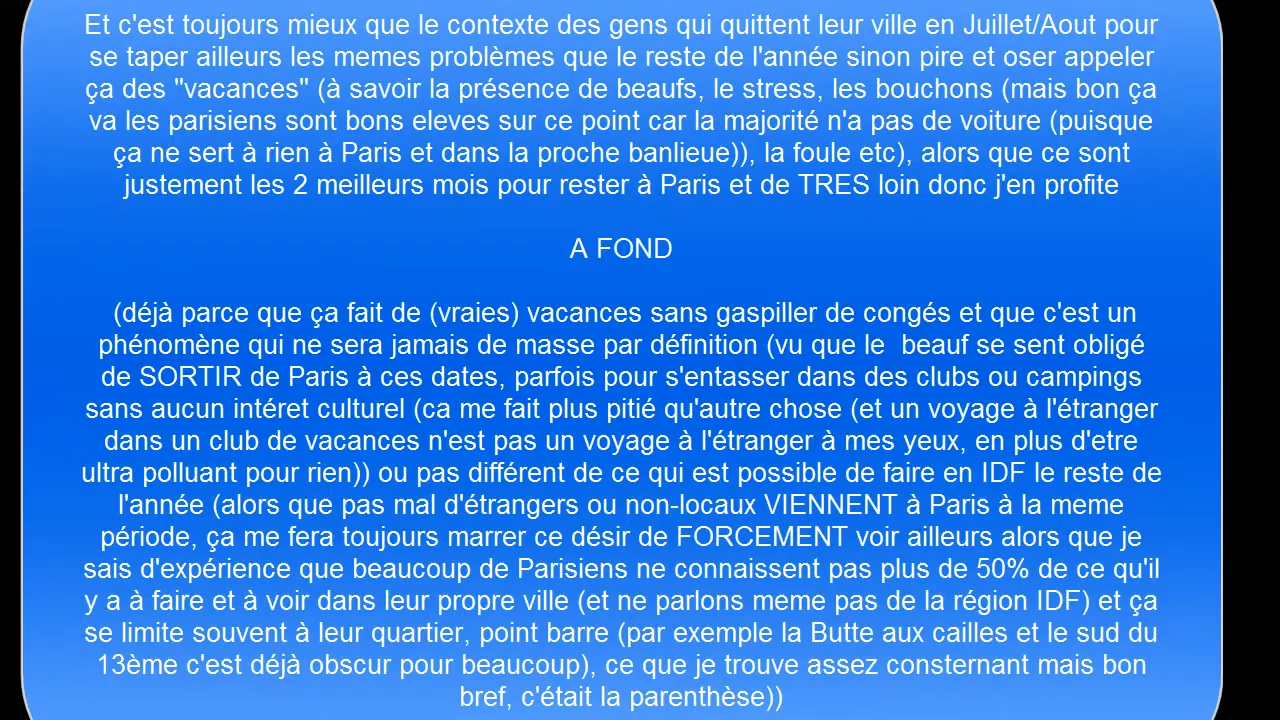 Et c'est toujours mieux que le contexte des gens qui quittent leur ville en Juillet/Aout pour
se taper ailleurs les memes problèmes que le reste de l'année sinon pire et oser appeler
ça des "vacances" (à savoir la présence de beaufs, le stress, les bouchons (mais bon ça
va les parisiens sont bons eleves sur ce point car la majorité n'a pas de voiture (puisque
ça ne sert à rien à Paris et dans la proche banlieue)), la foule etc), alors que ce sont
justement les 2 meilleurs mois pour rester à Paris et de TRES loin donc j'en profite
A FOND
(déjà parce que ça fait de (vraies) vacances sans gaspiller de congés et que c'est un
phénomène qui ne sera jamais de masse par définition (vu que le  beauf se sent obligé
de SORTIR de Paris à ces dates, parfois pour s'entasser dans des clubs ou campings
sans aucun intéret culturel (ca me fait plus pitié qu'autre chose (et un voyage à l'étranger
dans un club de vacances n'est pas un voyage à l'étranger à mes yeux, en plus d'etre
ultra polluant pour rien)) ou pas différent de ce qui est possible de faire en IDF le reste de
l'année (alors que pas mal d'étrangers ou non-locaux VIENNENT à Paris à la meme
période, ça me fera toujours marrer ce désir de FORCEMENT voir ailleurs alors que je
sais d'expérience que beaucoup de Parisiens ne connaissent pas plus de 50% de ce qu'il
y a à faire et à voir dans leur propre ville (et ne parlons meme pas de la région IDF) et ça
se limite souvent à leur quartier, point barre (par exemple la Butte aux cailles et le sud du
13ème c'est déjà obscur pour beaucoup), ce que je trouve assez consternant mais bon
bref, c'était la parenthèse))